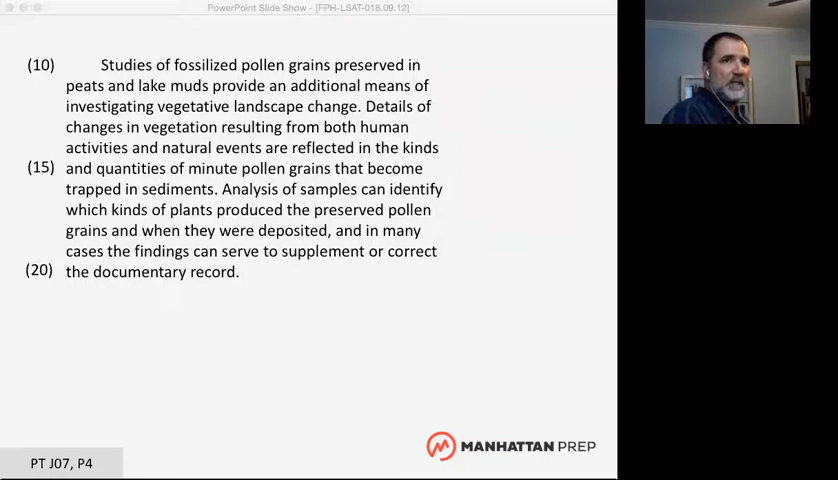 PowerPoint Slide Show - [FPH-LSAT-018.09.12]
(10) Studies of fossilized pollen grains preserved in
peats and lake muds provide an additional means of
investigating vegetative landscape change. Details of
changes in vegetation resulting from both human
activities and natural events are reflected in the kinds
(15) and quantities of minute pollen grains that become
trapped in sediments. Analysis of samples can identify
which kinds of plants produced the preserved pollen
grains and when they were deposited, and in many
cases the findings can serve to supplement or correct
(20) the documentary record.
MANHATTAN PREP
PT J07, P4